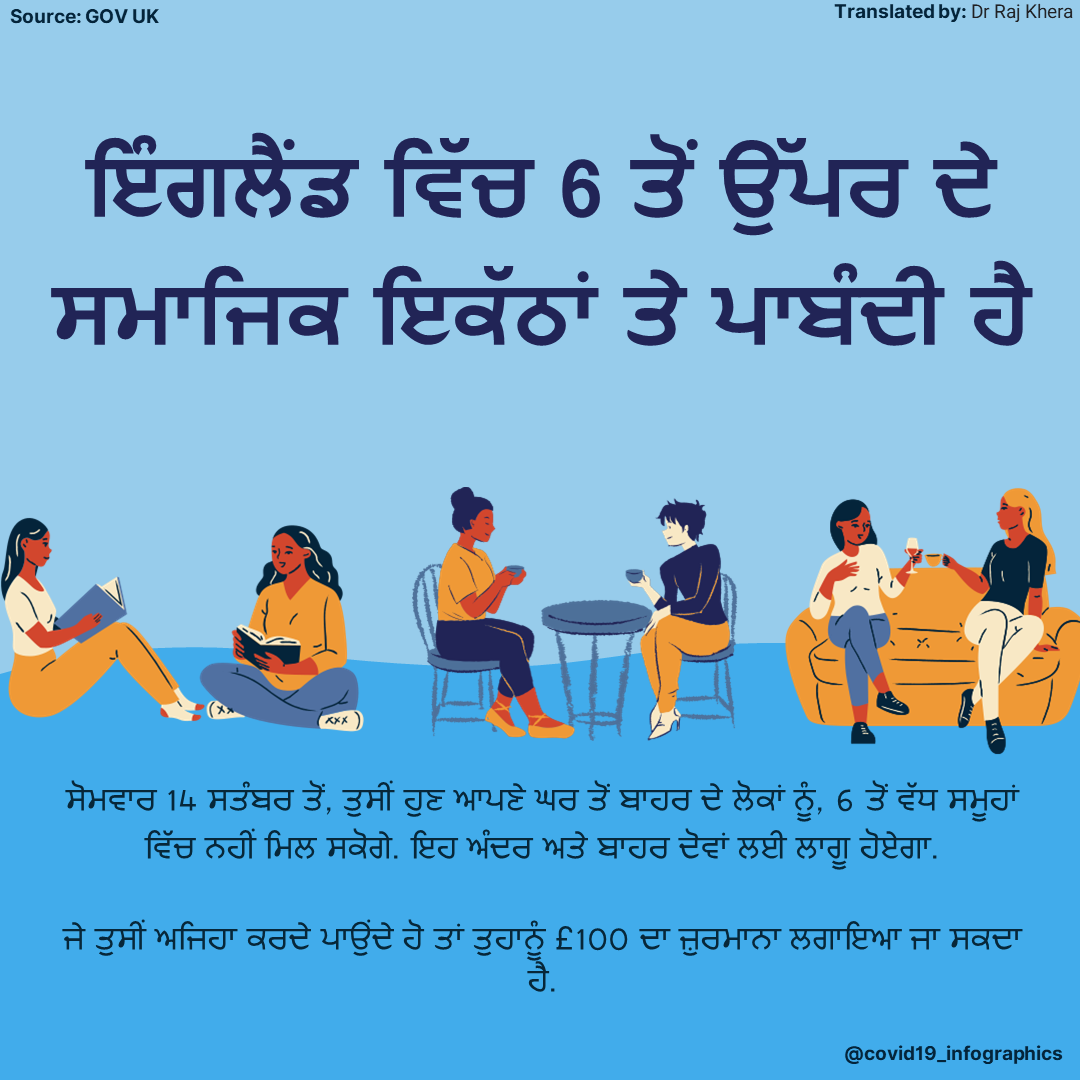 Source: GOV UK
Translated by: Dr Raj Khera
ਇੰਗਲੈਂਡ ਵਿੱਚ 6 ਤੋਂ ਉੱਪਰ ਦੇ
ਸਮਾਜਿਕ ਇਕੱਠਾਂ ਤੇ ਪਾਬੰਦੀ ਹੈ
ਸੋਮਵਾਰ 14 ਸਤੰਬਰ ਤੋਂ, ਤੁਸੀਂ ਹੁਣ ਆਪਣੇ ਘਰ ਤੋਂ ਬਾਹਰ ਦੇ ਲੋਕਾਂ ਨੂੰ, 6 ਤੋਂ ਵੱਧ ਸਮੂਹਾਂ
ਵਿੱਚ ਨਹੀਂ ਮਿਲ ਸਕੋਗੇ. ਇਹ ਅੰਦਰ ਅਤੇ ਬਾਹਰ ਦੋਵਾਂ ਲਈ ਲਾਗੂ ਹੋਏਗਾ.
ਜੇ ਤੁਸੀਂ ਅਜਿਹਾ ਕਰਦੇ ਪਾਉਂਦੇ ਹੋ ਤਾਂ ਤੁਹਾਨੂੰ £100 ਦਾ ਜ਼ੁਰਮਾਨਾ ਲਗਾਇਆ ਜਾ ਸਕਦਾ
ਹੈ.
@covid19_infographics